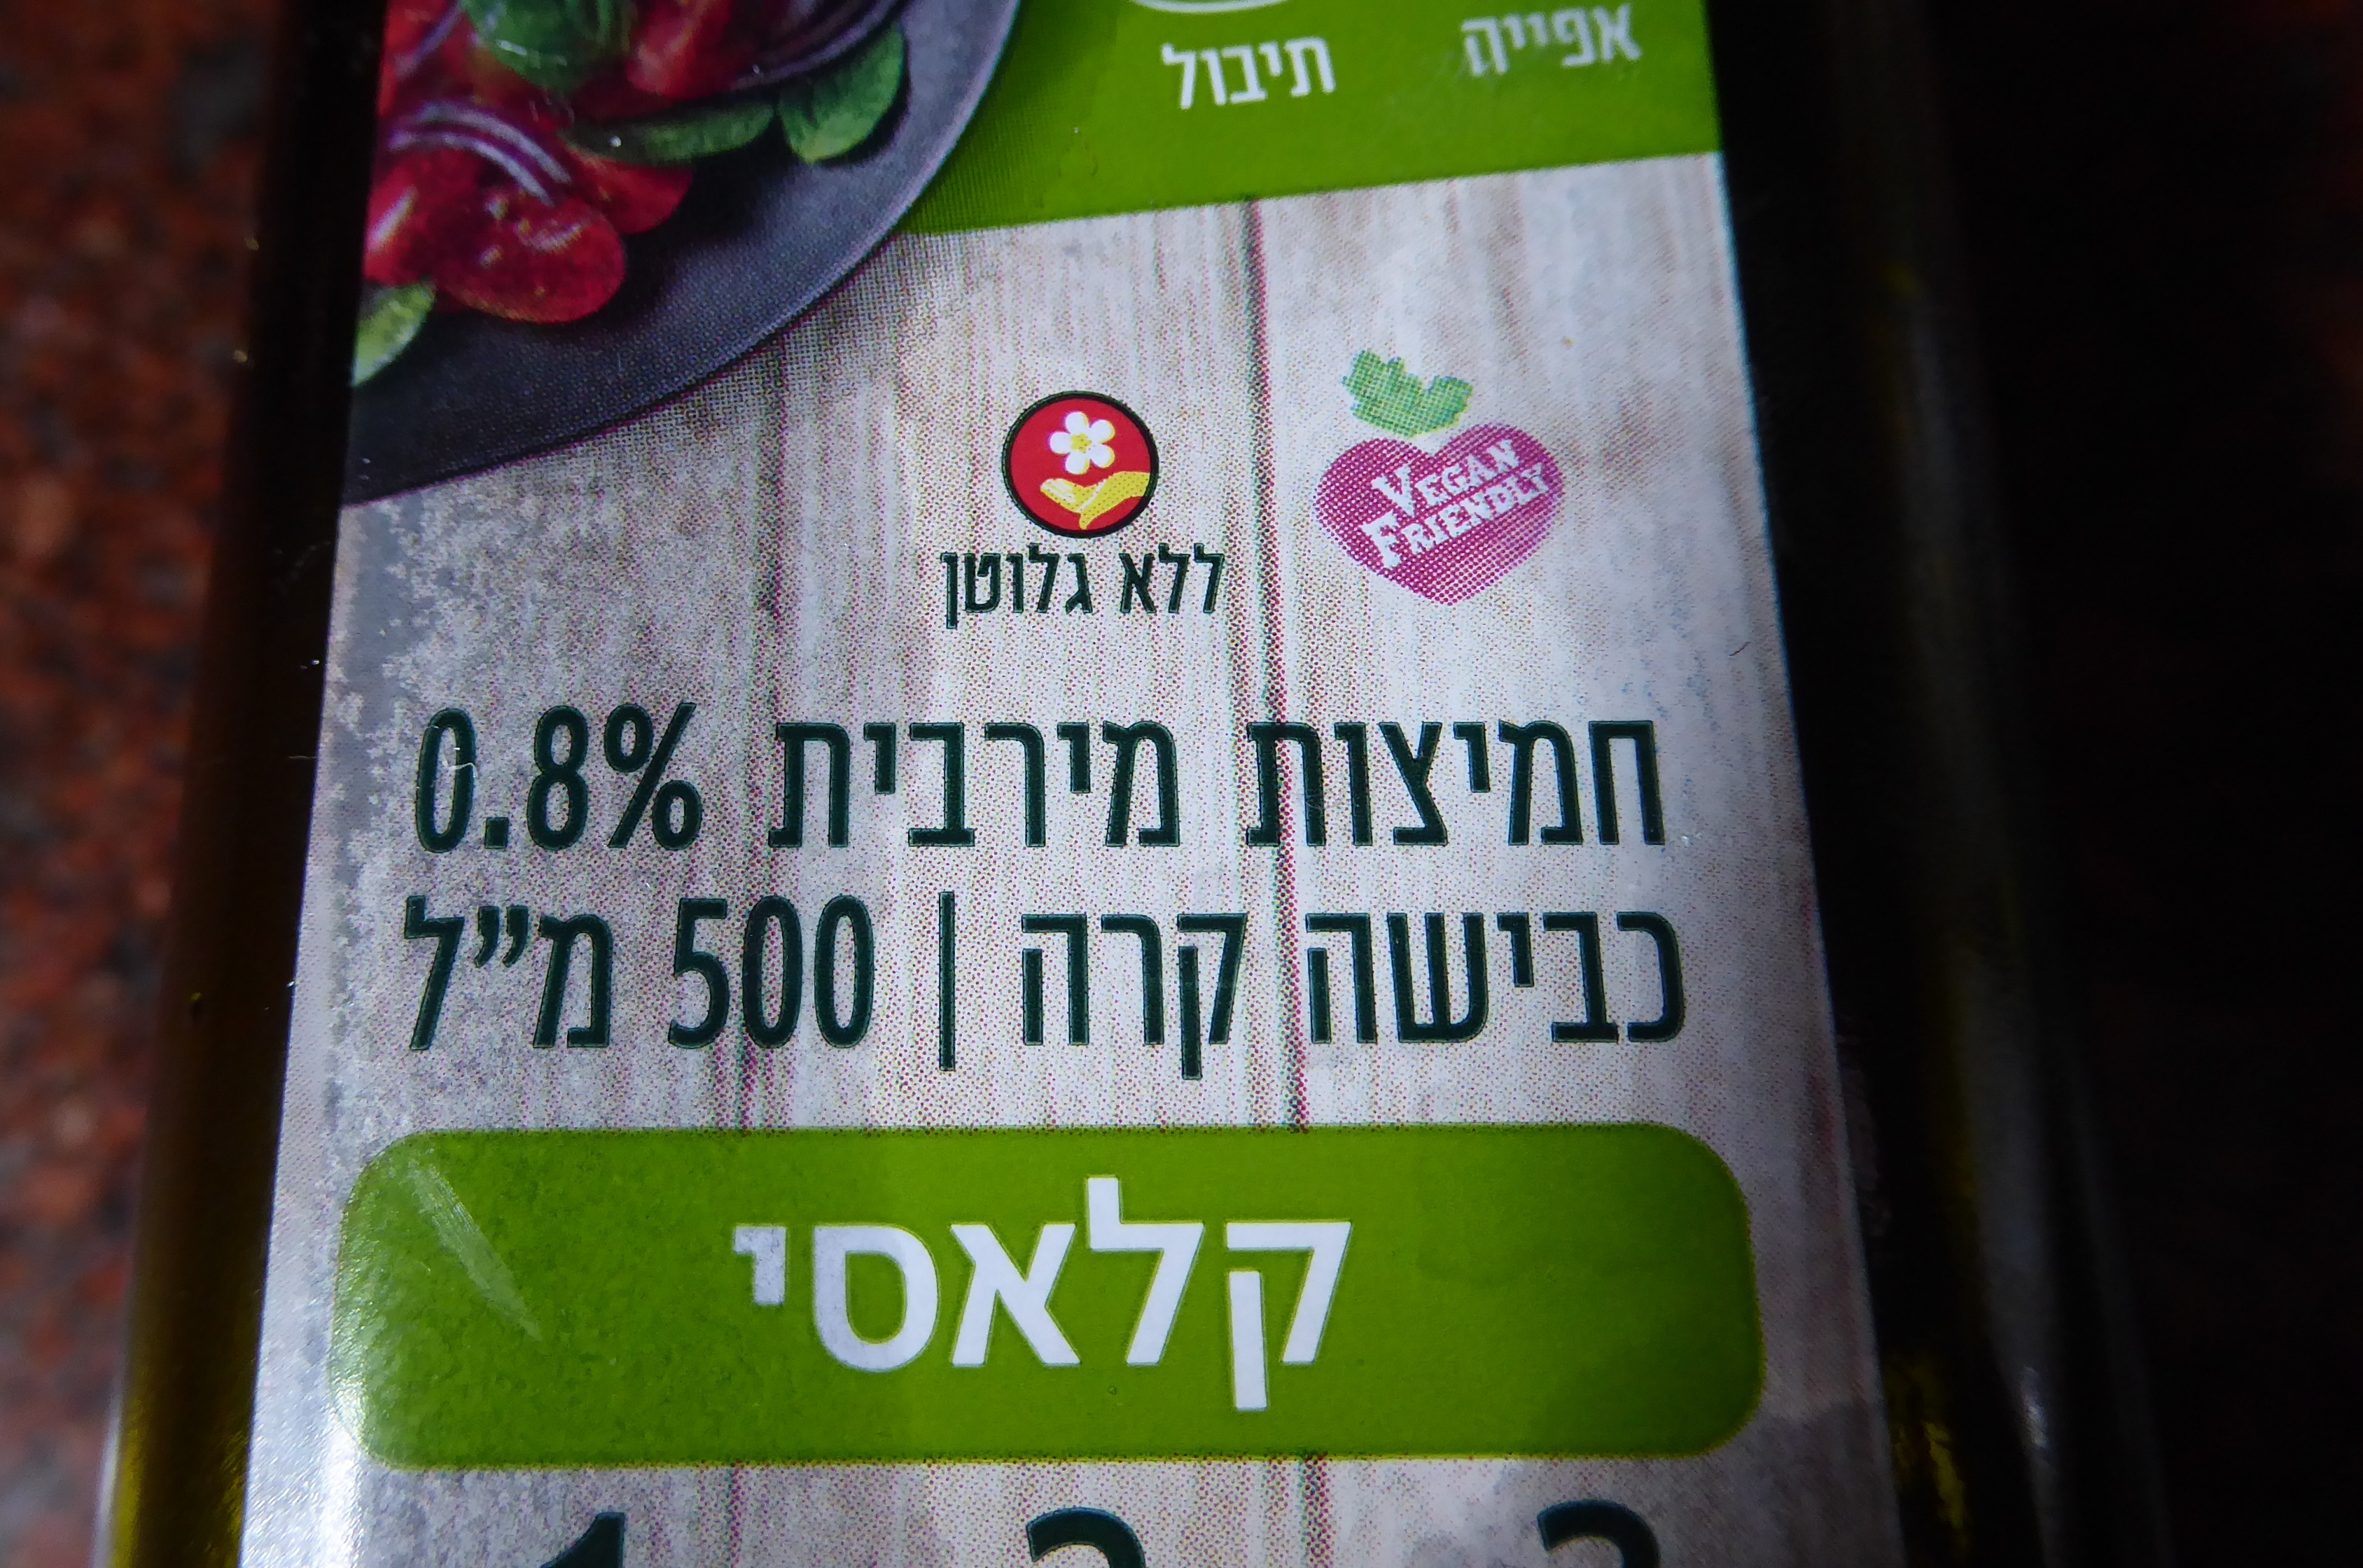 אפייה תיבול
VEGAN
FRIENDLY
ללא גלוטן
חמיצות מירבית 0.8%
כבישה קרה | 500 מ"ל
קלאסי